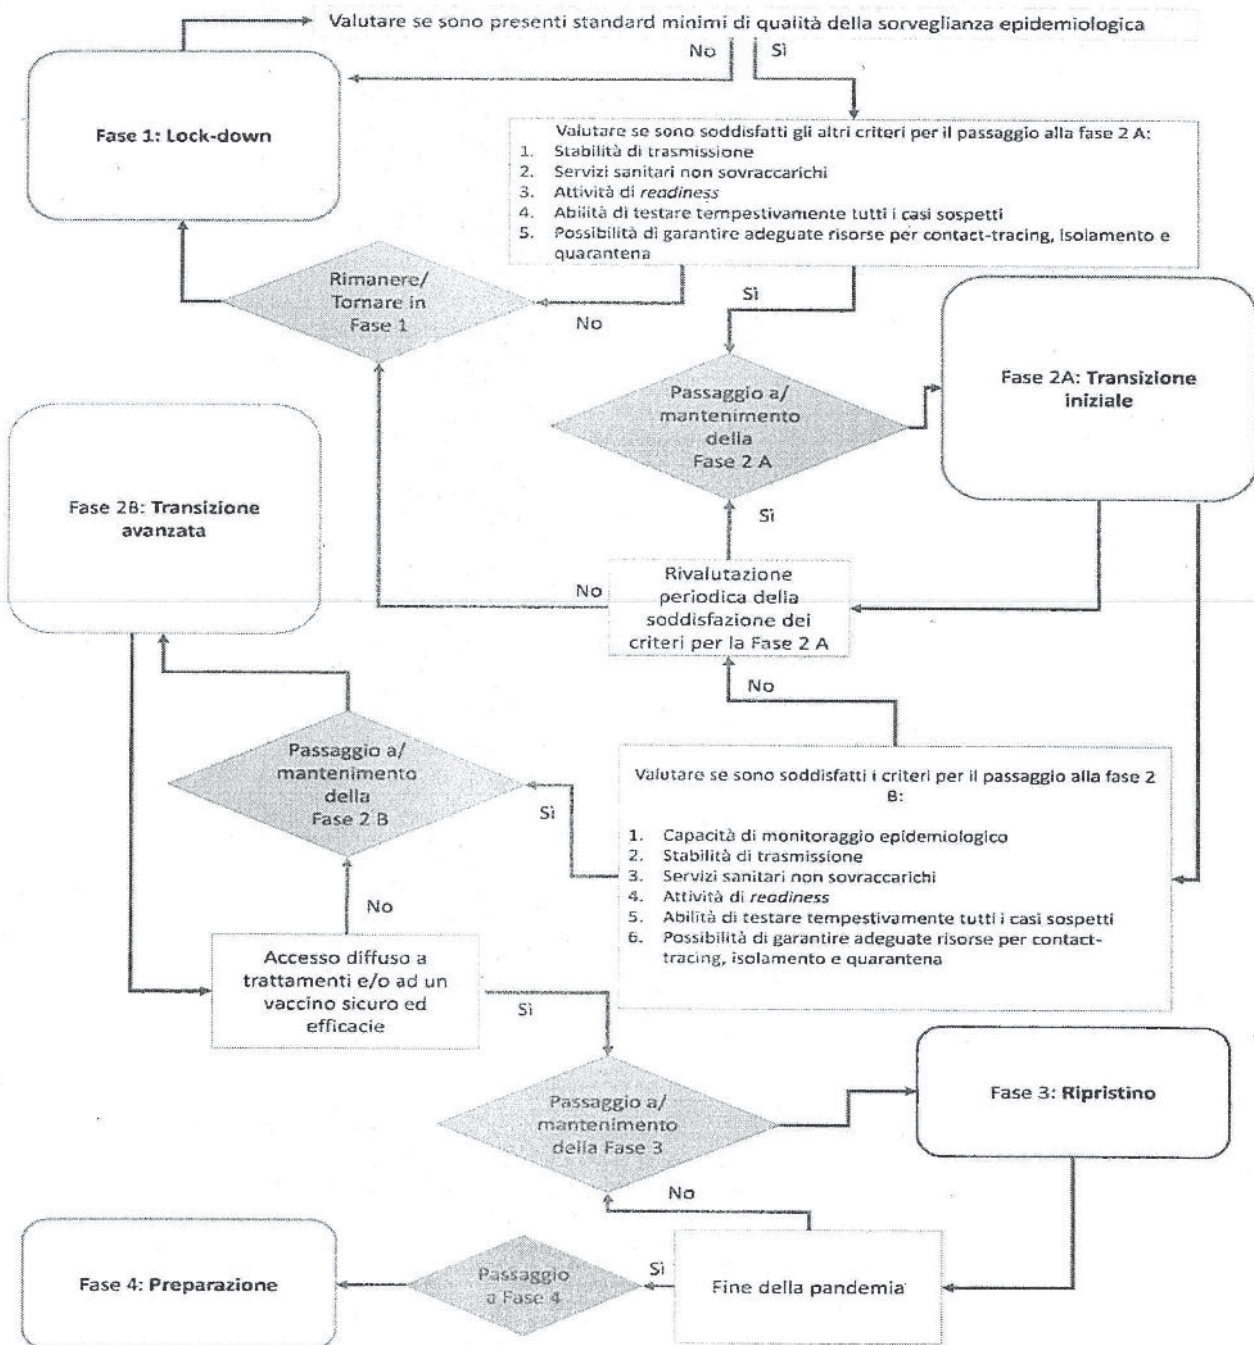 Valutare se sono presenti standard minimi di qualità della sorveglianza epidemiologica
No
Sì
Fase 1: Lock-down
Valutare se sono soddisfatti gli altri criteri per il passaggio alla fase 2 A:
1. Stabilità di trasmissione
2. Servizi sanitari non sovraccarichi
3. Attività di readiness
4. Abilità di testare tempestivamente tutti i casi sospetti
5. Possibilità di garantire adeguate risorse per contact-tracing, isolamento e
quarantena
Rimanere/
Tornare in
Fase 1
No
Sì
Passaggio a/
mantenimento
della
Fase 2 A
Fase 2A: Transizione
iniziale
Fase 2B: Transizione
avanzata
Sì
No
Rivalutazione
periodica della
soddisfazione dei
criteri per la Fase 2 A
No
Passaggio a/
mantenimento
della
Fase 2 B
Sì
Valutare se sono soddisfatti i criteri per il passaggio alla fase 2
B:
1. Capacità di monitoraggio epidemiologico
2. Stabilità di trasmissione
3. Servizi sanitari non sovraccarichi
4. Attività di readiness
5. Abilità di testare tempestivamente tutti i casi sospetti
6. Possibilità di garantire adeguate risorse per contact-
tracing, isolamento e quarantena
No
Accesso diffuso a
trattamenti e/o ad un
vaccino sicuro ed
efficacie
Sì
Passaggio a/
mantenimento
della Fase 3
Fase 3: Ripristino
No
Fase 4: Preparazione
Passaggio
a Fase 4
Sì
Fine della pandemia